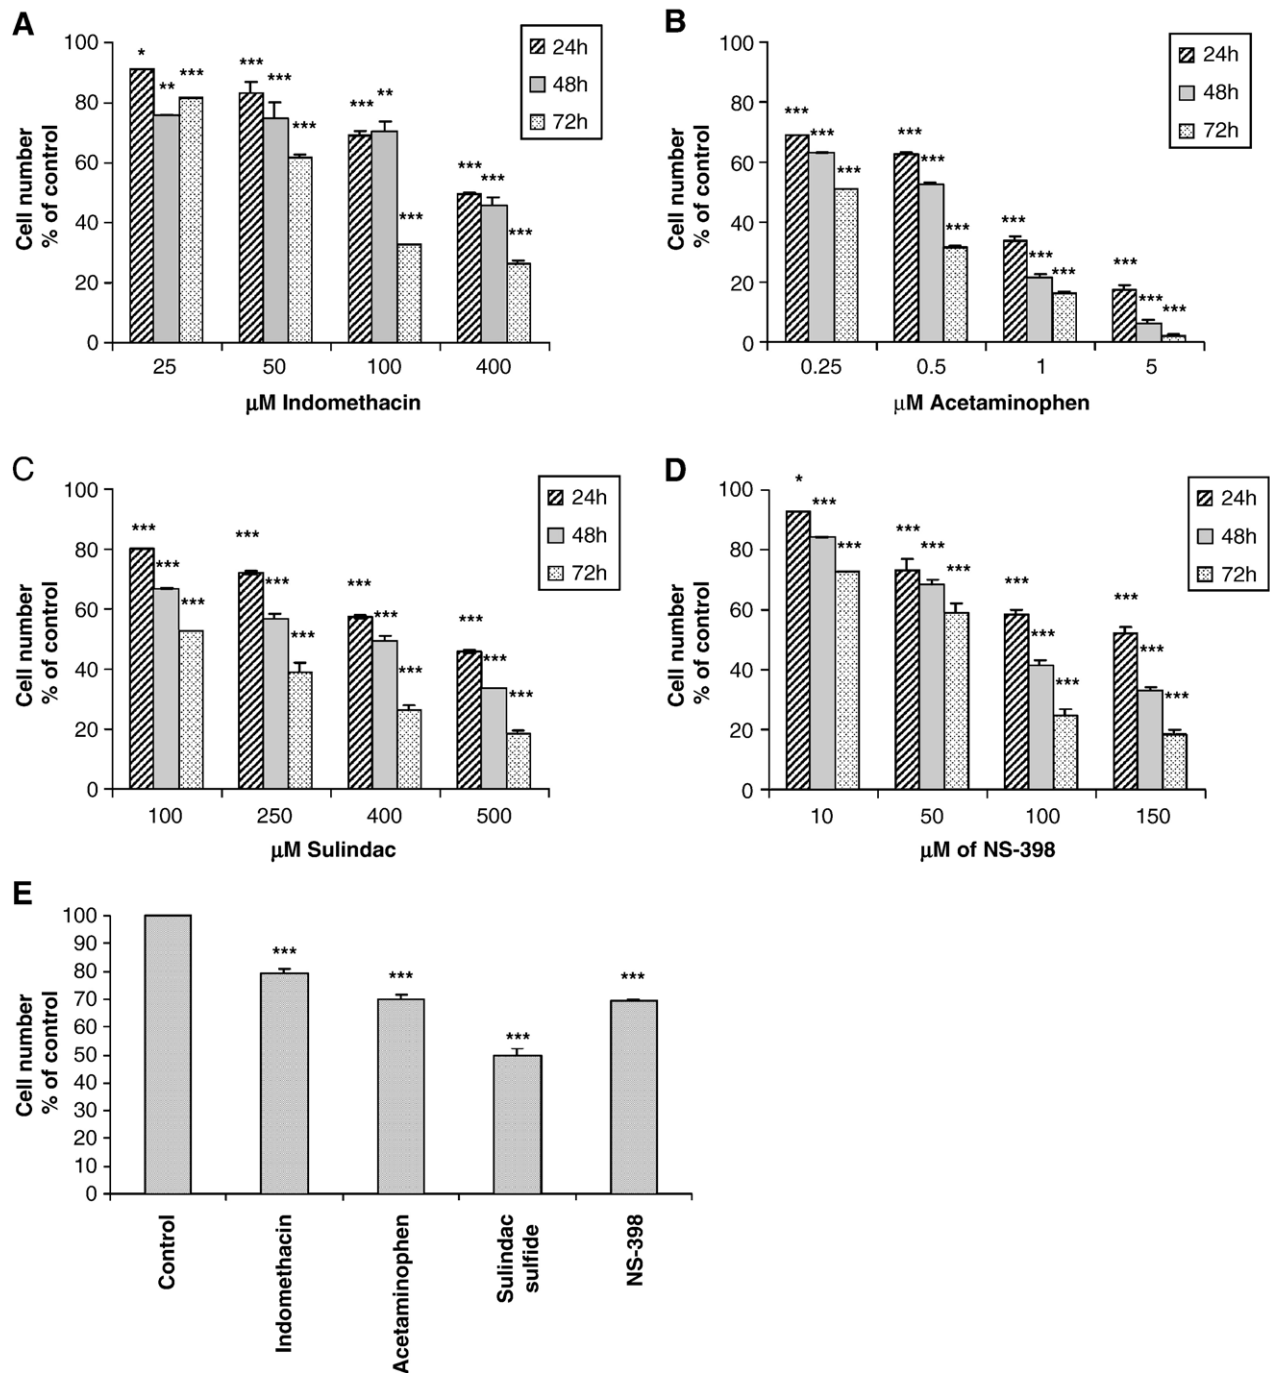 A
100
80
60
40
20
0
Cell number
% of control
* ** ***
*** *** ***
*** ** ***
*** *** ***
24h
48h
72h
25 50 100 400
μM Indomethacin
B
100
80
60
40
20
0
Cell number
% of control
*** *** ***
*** *** ***
*** *** ***
*** *** ***
24h
48h
72h
0.25 0.5 1 5
μM Acetaminophen
C
100
80
60
40
20
0
Cell number
% of control
*** *** ***
*** *** ***
*** *** ***
*** *** ***
24h
48h
72h
100 250 400 500
μM Sulindac
D
100
80
60
40
20
0
Cell number
% of control
* *** ***
*** *** ***
*** *** ***
*** *** ***
24h
48h
72h
10 50 100 150
μM of NS-398
E
100
90
80
70
60
50
40
30
20
10
0
Cell number
% of control
*** *** *** ***
Control
Indomethacin
Acetaminophen
Sulindac
sulfide
NS-398